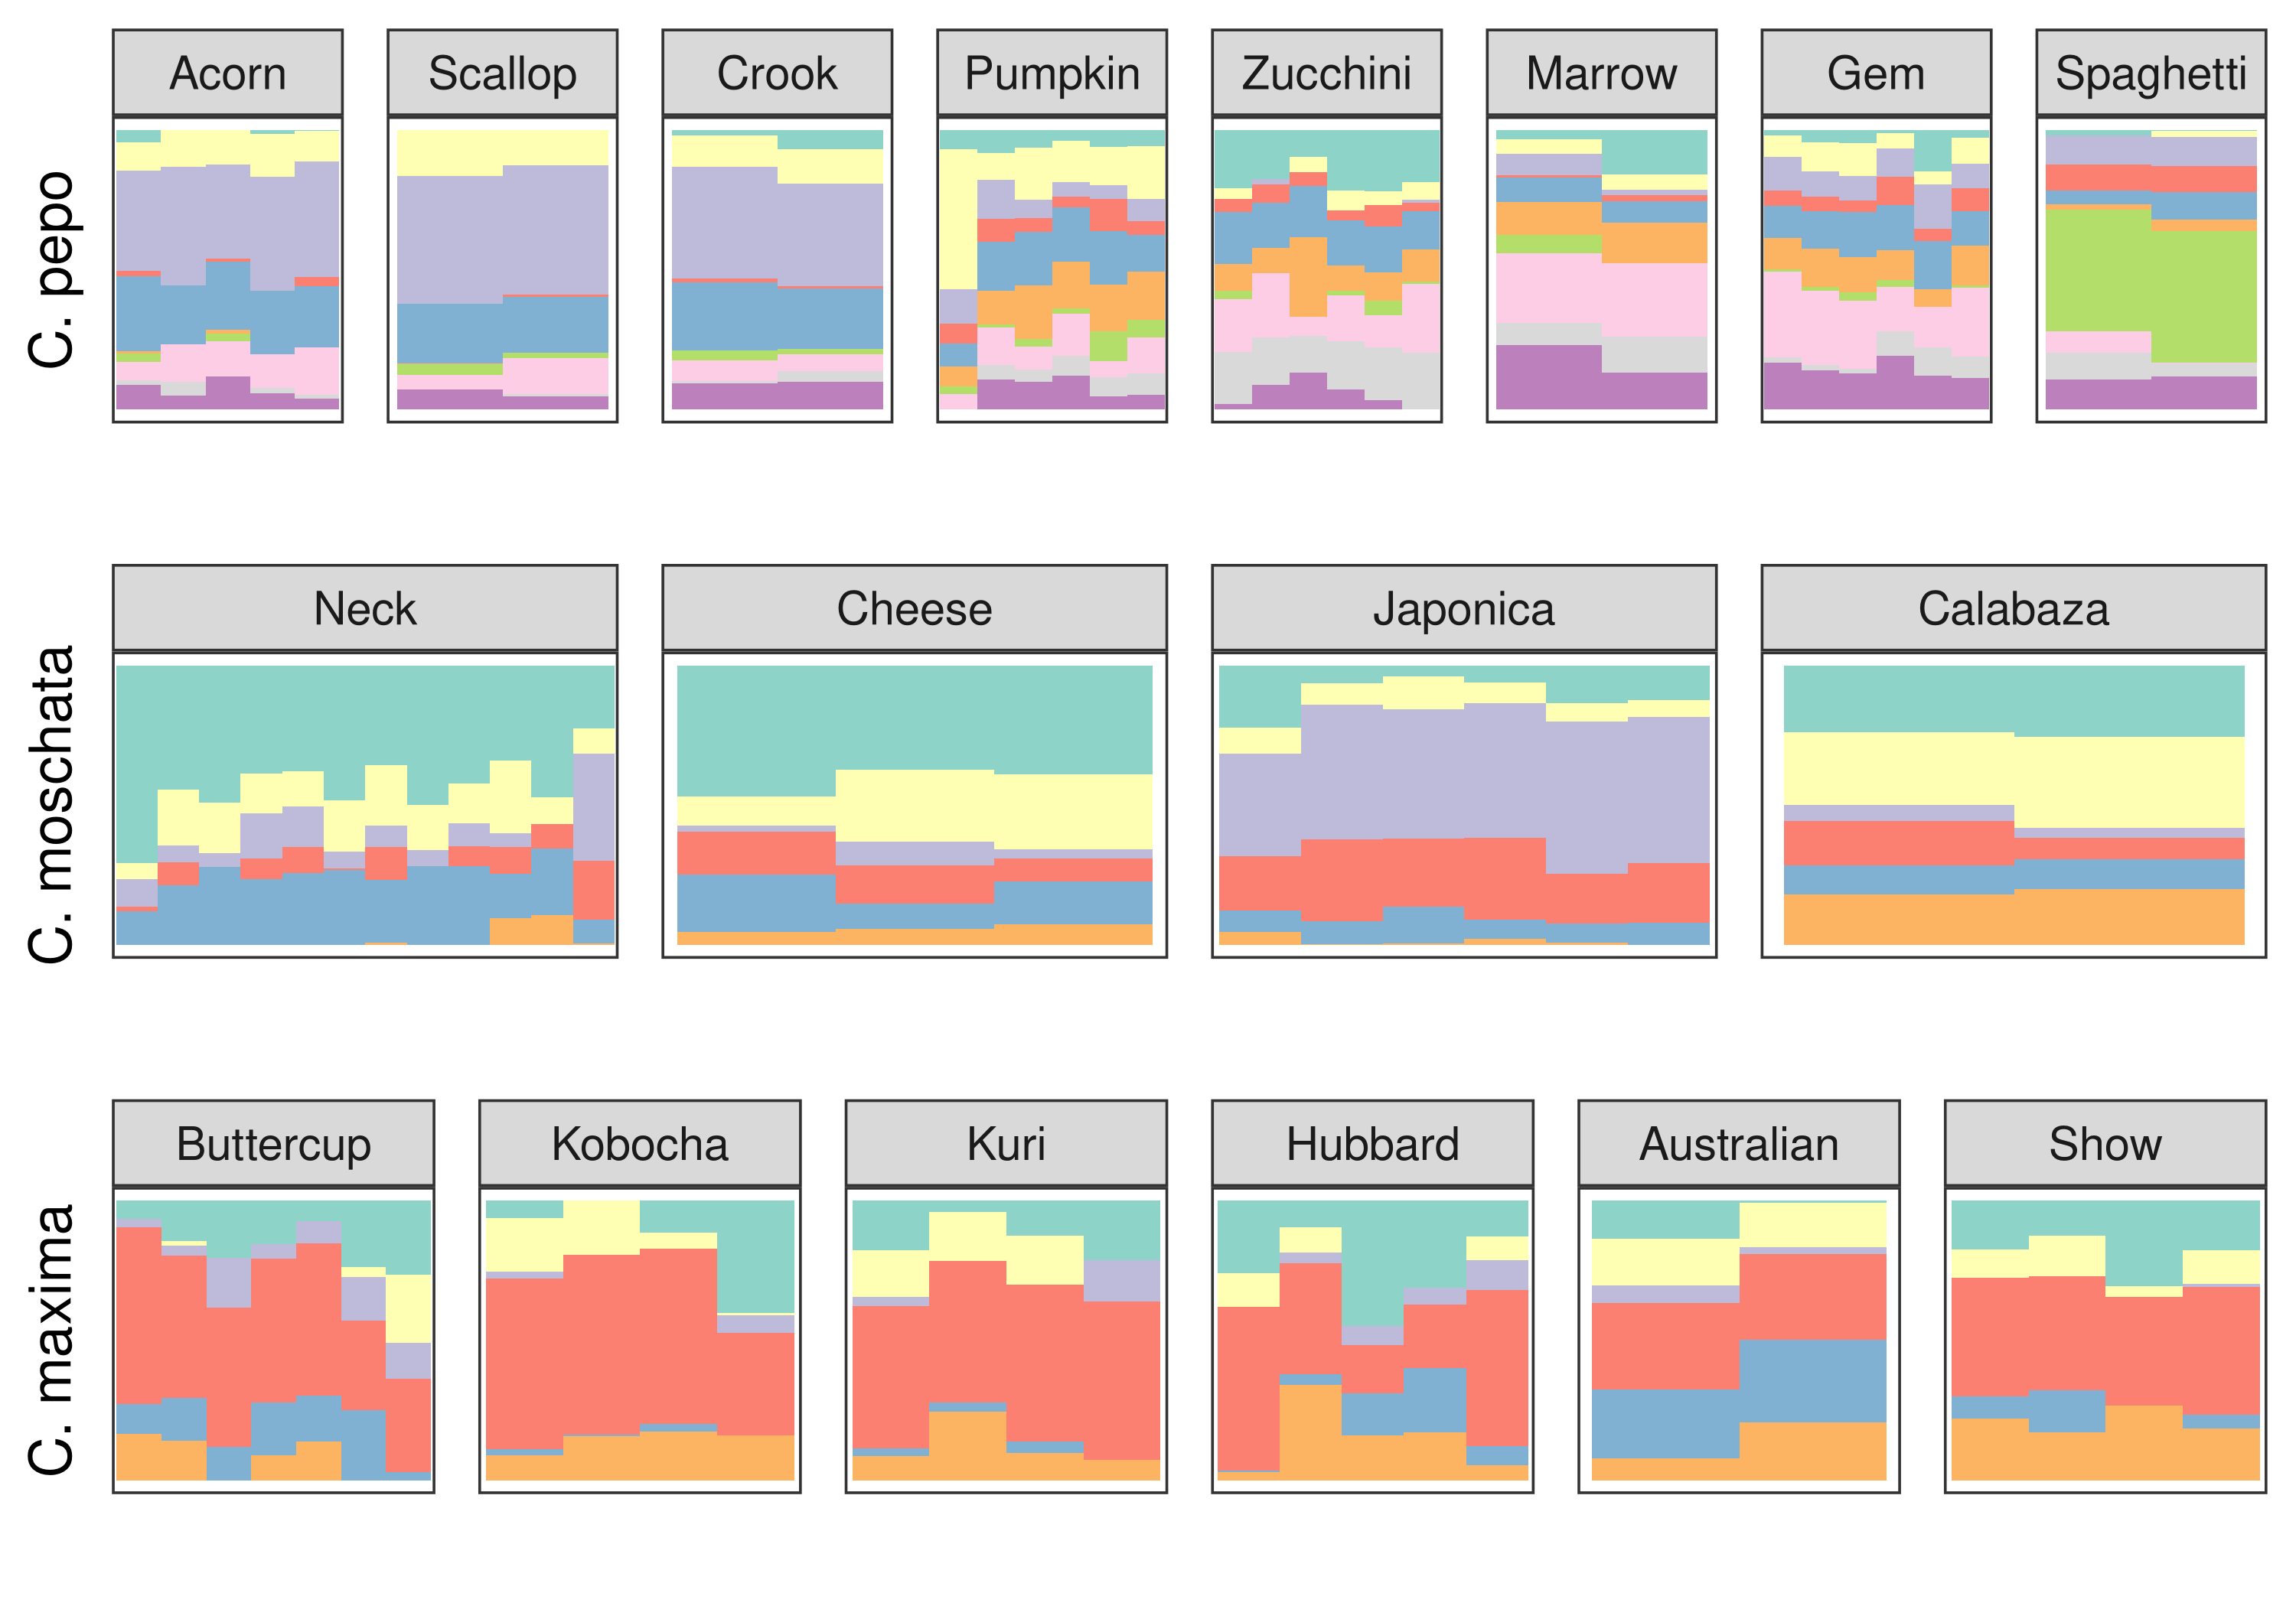 C. pepo
Acorn
Scallop
Crook
Pumpkin
Zucchini
Marrow
Gem
Spaghetti
C. moschata
Neck
Cheese
Japonica
Calabaza
C. maxima
Buttercup
Kobocha
Kuri
Hubbard
Australian
Show